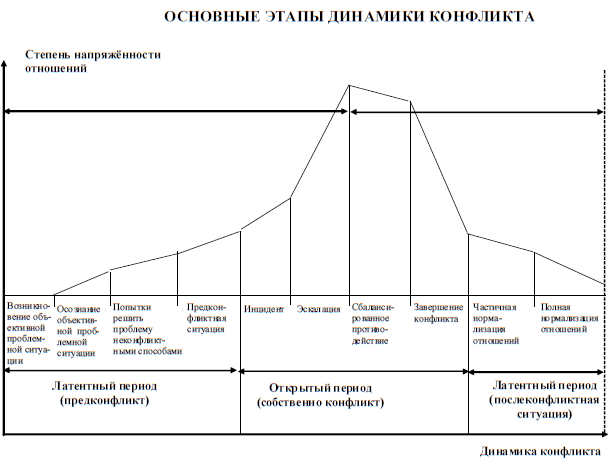 ОСНОВНЫЕ ЭТАПЫ ДИНАМИКИ КОНФЛИКТА
Степень напряжённости
отношений
Возникно-
вение объ-
ективной
проблем-
ной ситуа-
ции
Осознание
объектив-
ной проб-
лемной
ситуации
Попытки
решить
проблему
неконфликт-
ными способами
Предкон-
фликтная
ситуация
Инцидент
Эскалация
Сбаланси-
рованное
противо-
действие
Завершение
конфликта
Частичная
норма-
лизация
отношений
Полная
нормализация
отношений
Латентный период
(предконфликт)
Открытый период
(собственно конфликт)
Латентный период
(послеконфликтная
ситуация)
Динамика конфликта